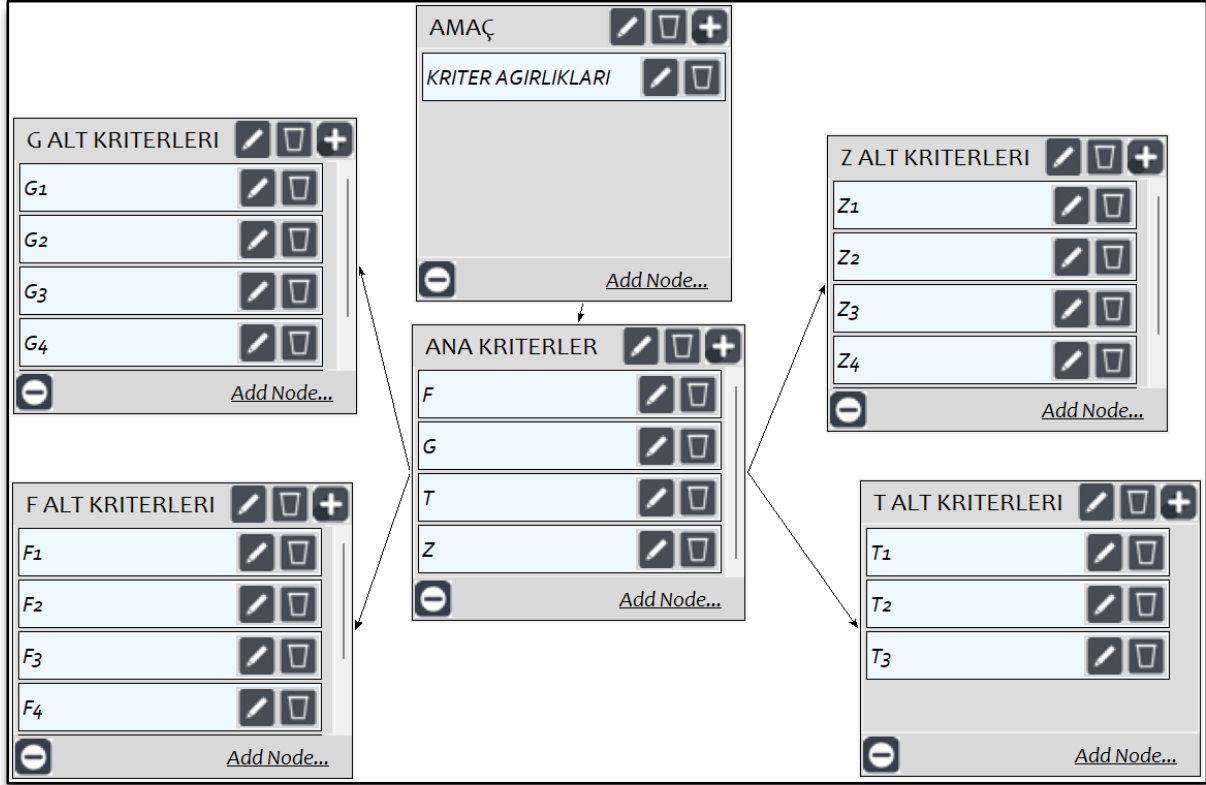 AMAÇ
KRITER AGIRLIKLARI
Add Node...
G ALT KRITERLERI
G1
G2
G3
G4
Add Node...
Z ALT KRITERLERI
Z1
Z2
Z3
Z4
Add Node...
ANA KRITERLER
F
G
T
Z
Add Node...
F ALT KRITERLERI
F1
F2
F3
F4
Add Node...
T ALT KRITERLERI
T1
T2
T3
Add Node...